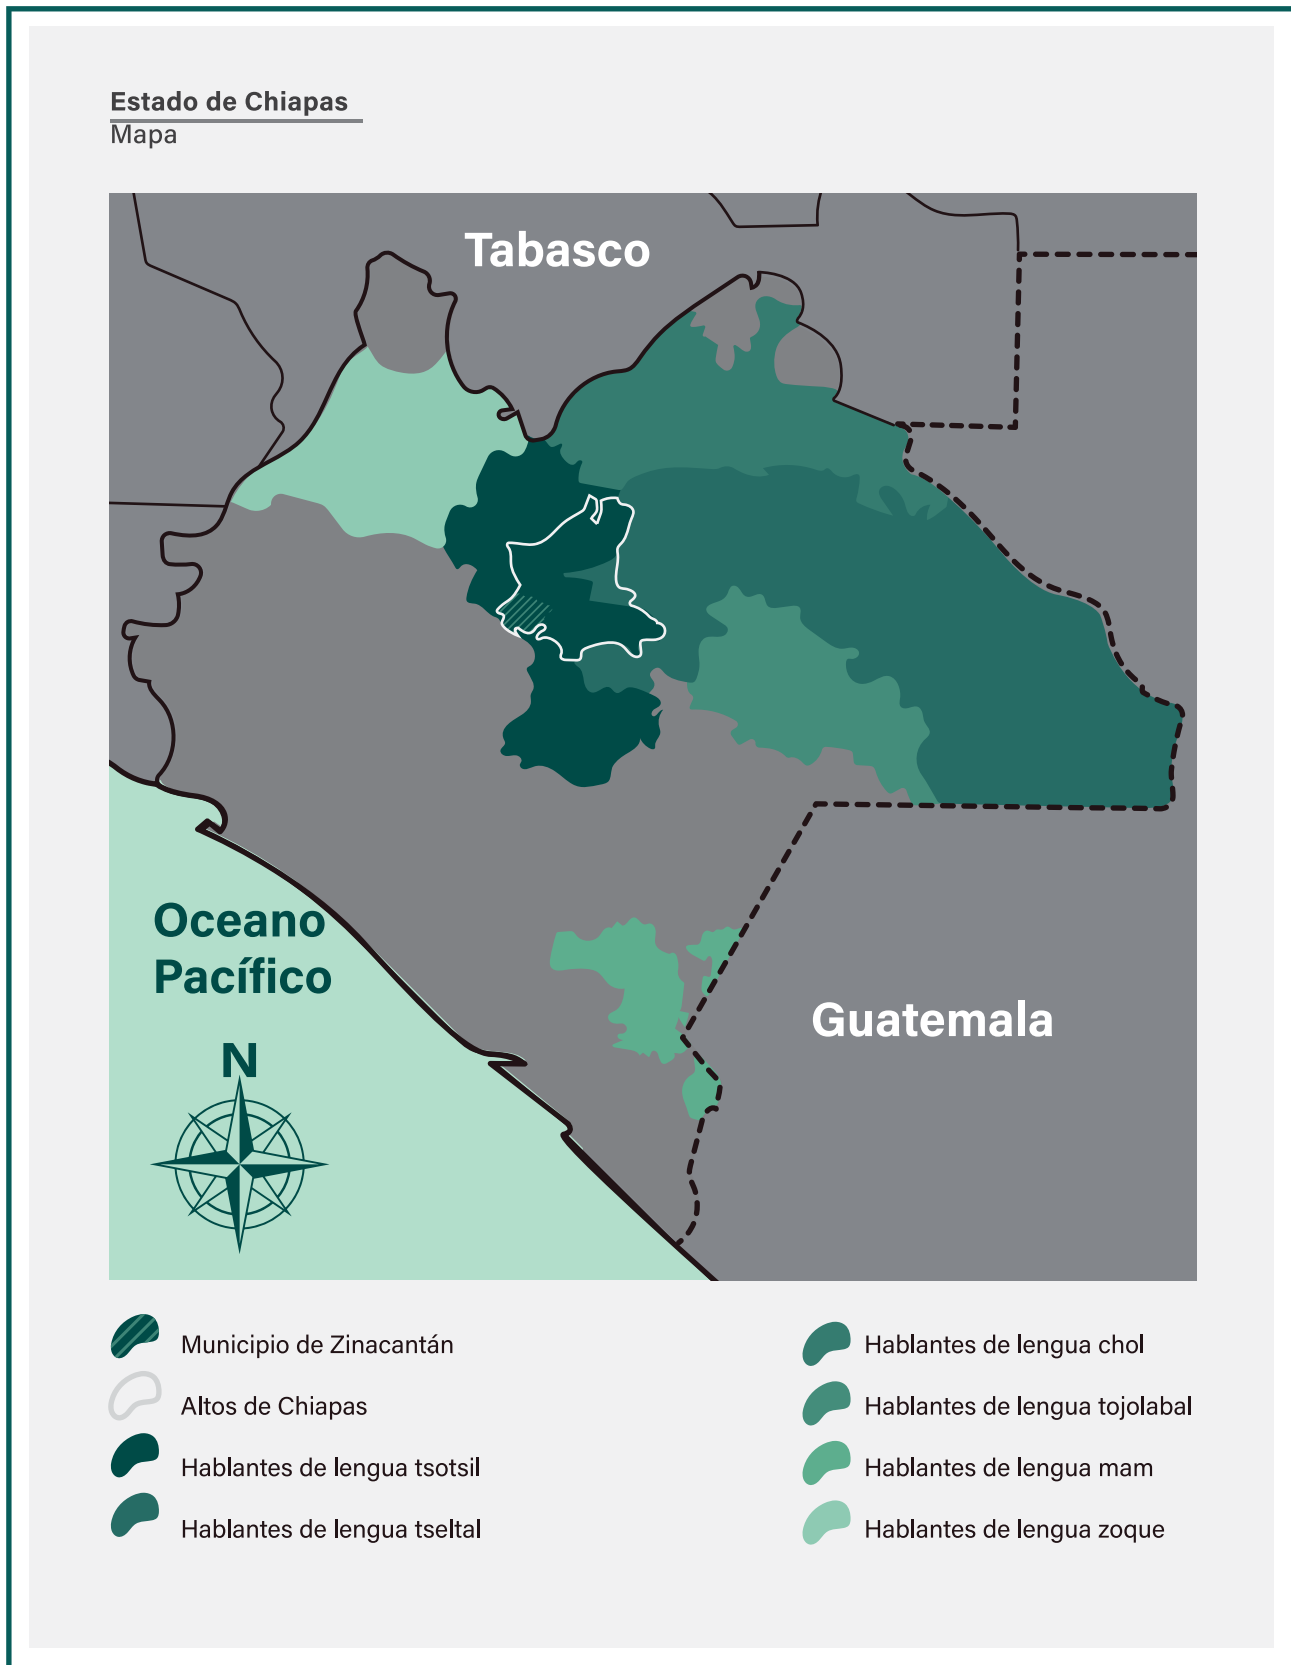 Estado de Chiapas
Mapa
Tabasco
Oceano
Pacífico
Guatemala
N
Municipio de Zinacantán
Altos de Chiapas
Hablantes de lengua tsotsil
Hablantes de lengua tseltal
Hablantes de lengua chol
Hablantes de lengua tojolabal
Hablantes de lengua mam
Hablantes de lengua zoque